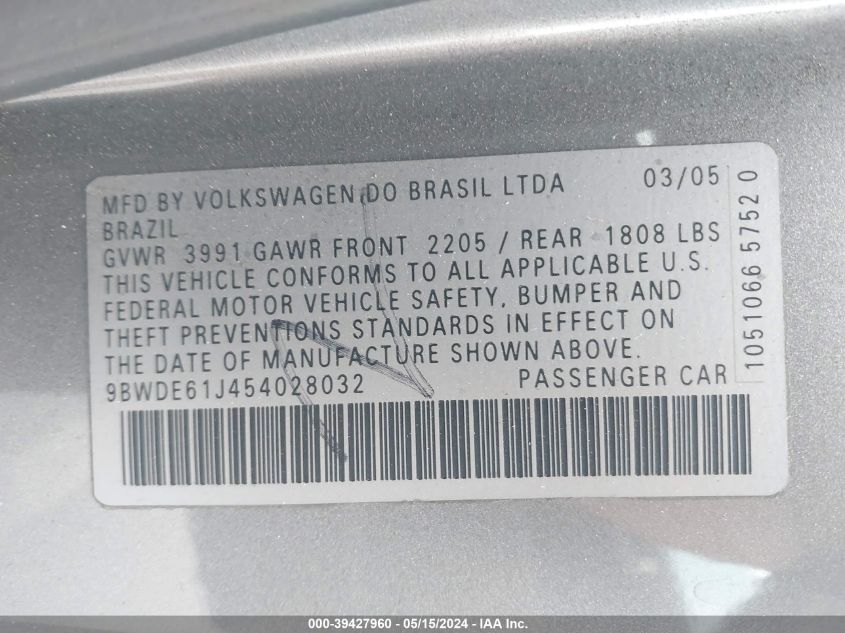 MFD BY VOLKSWAGEN DO BRASIL LTDA 03/05
BRAZIL
GVWR 3991 GAWR FRONT 2205 / REAR 1808 LBS
THIS VEHICLE CONFORMS TO ALL APPLICABLE U.S.
FEDERAL MOTOR VEHICLE SAFETY, BUMPER AND
THEFT PREVENTIONS STANDARDS IN EFFECT ON
THE DATE OF MANUFACTURE SHOWN ABOVE.
9BWDE61J454028032 PASSENGER CAR
1051066 5752 0
000-39427960 - 05/15/2024 - IAA Inc.